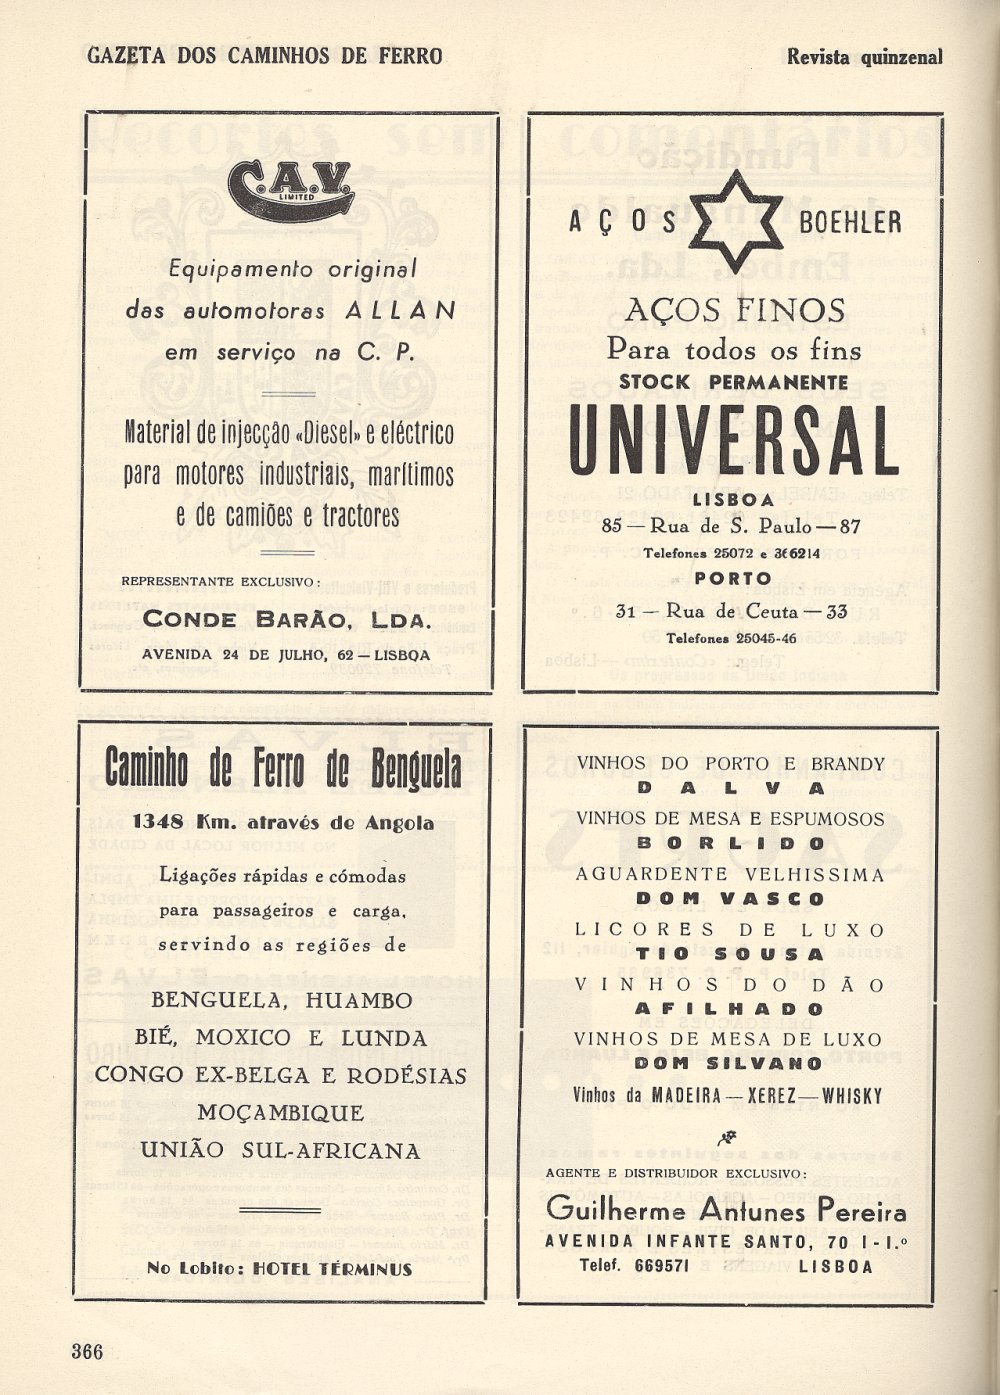 GAZETA DOS CAMINHOS DE FERRO
Revista quinzenal
C.A.V.
LIMITED
Equipamento original
das automotoras ALLAN
em serviço na C. P.
Material de injecção «Diesel» e eléctrico
para motores industriais, marítimos
e de camiões e tractores
REPRESENTANTE EXCLUSIVO:
CONDE BARÃO, LDA.
AVENIDA 24 DE JULHO, 62 — LISBOA
AÇOS BOEHLER
AÇOS FINOS
Para todos os fins
STOCK PERMANENTE
UNIVERSAL
LISBOA
85 — Rua de S. Paulo — 87
Telefones 25072 e 366214
PORTO
31 — Rua de Ceuta — 33
Telefones 25045-46
Caminho de Ferro de Benguela
1348 Km. através de Angola
Ligações rápidas e cómodas
para passageiros e carga,
servindo as regiões de
BENGUELA, HUAMBO
BIÉ, MOXICO E LUNDA
CONGO EX-BELGA E RODÉSIAS
MOÇAMBIQUE
UNIÃO SUL-AFRICANA
No Lobito: HOTEL TÉRMINUS
VINHOS DO PORTO E BRANDY
DALVA
VINHOS DE MESA E ESPUMOSOS
BORLIDO
AGUARDENTE VELHISSIMA
DOM VASCO
LICORES DE LUXO
TIO SOUSA
VINHOS DO DÃO
AFILHADO
VINHOS DE MESA DE LUXO
DOM SILVANO
Vinhos da MADEIRA — XEREZ — WHISKY
AGENTE E DISTRIBUIDOR EXCLUSIVO:
Guilherme Antunes Pereira
AVENIDA INFANTE SANTO, 70 I-I.º
Telef. 669571 LISBOA
366